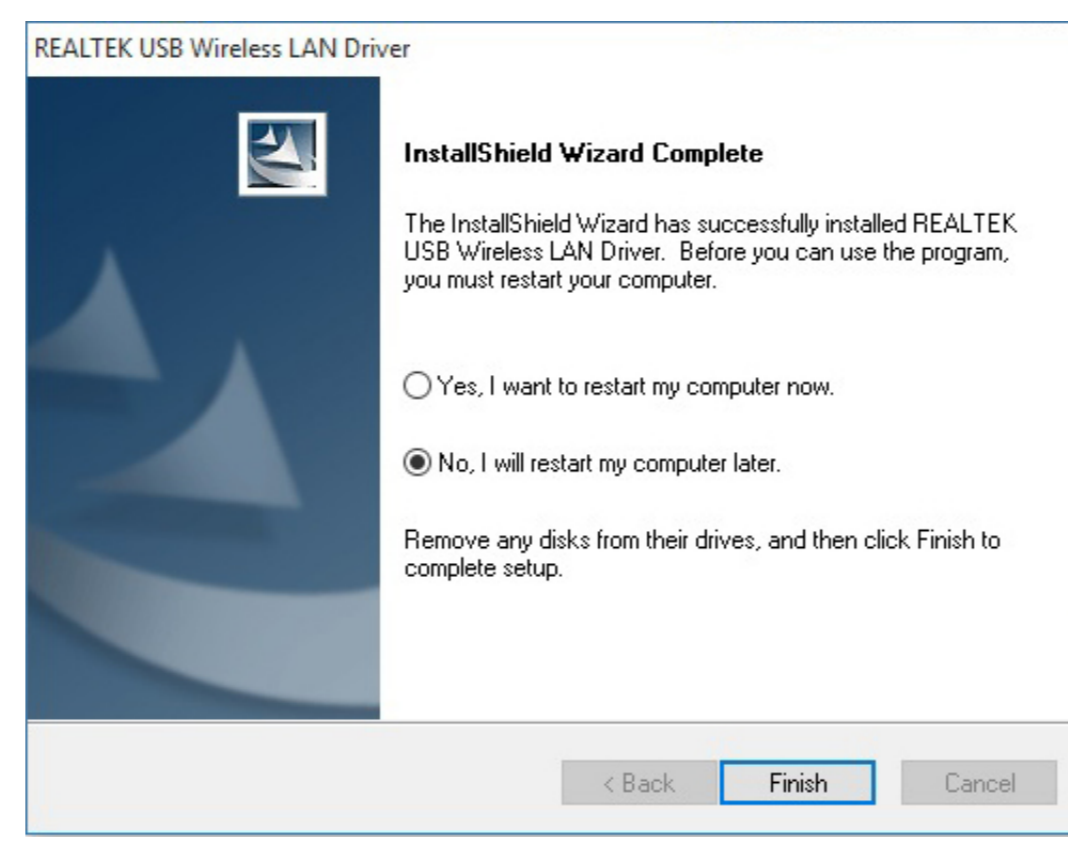 REALTEK USB Wireless LAN Driver
InstallShield Wizard Complete
The InstallShield Wizard has successfully installed REALTEK
USB Wireless LAN Driver.  Before you can use the program,
you must restart your computer.
Yes, I want to restart my computer now.
No, I will restart my computer later.
Remove any disks from their drives, and then click Finish to
complete setup.
< Back
Finish
Cancel